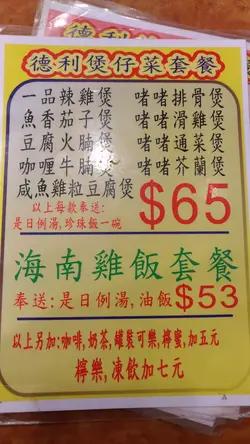 德利煲仔菜套餐
一品辣雞煲 啫啫排骨煲
魚香茄子煲 啫啫滑雞煲
豆腐火腩煲 啫啫通菜煲
咖喱牛腩煲 啫啫芥蘭煲
咸魚雞粒豆腐煲
以上每款奉送:
是日例湯,珍珠飯一碗 $65
海南雞飯套餐
奉送:是日例湯,油飯 $53
以上另加:咖啡,奶茶,罐裝可樂,檸蜜,加五元
檸樂,凍飲加七元